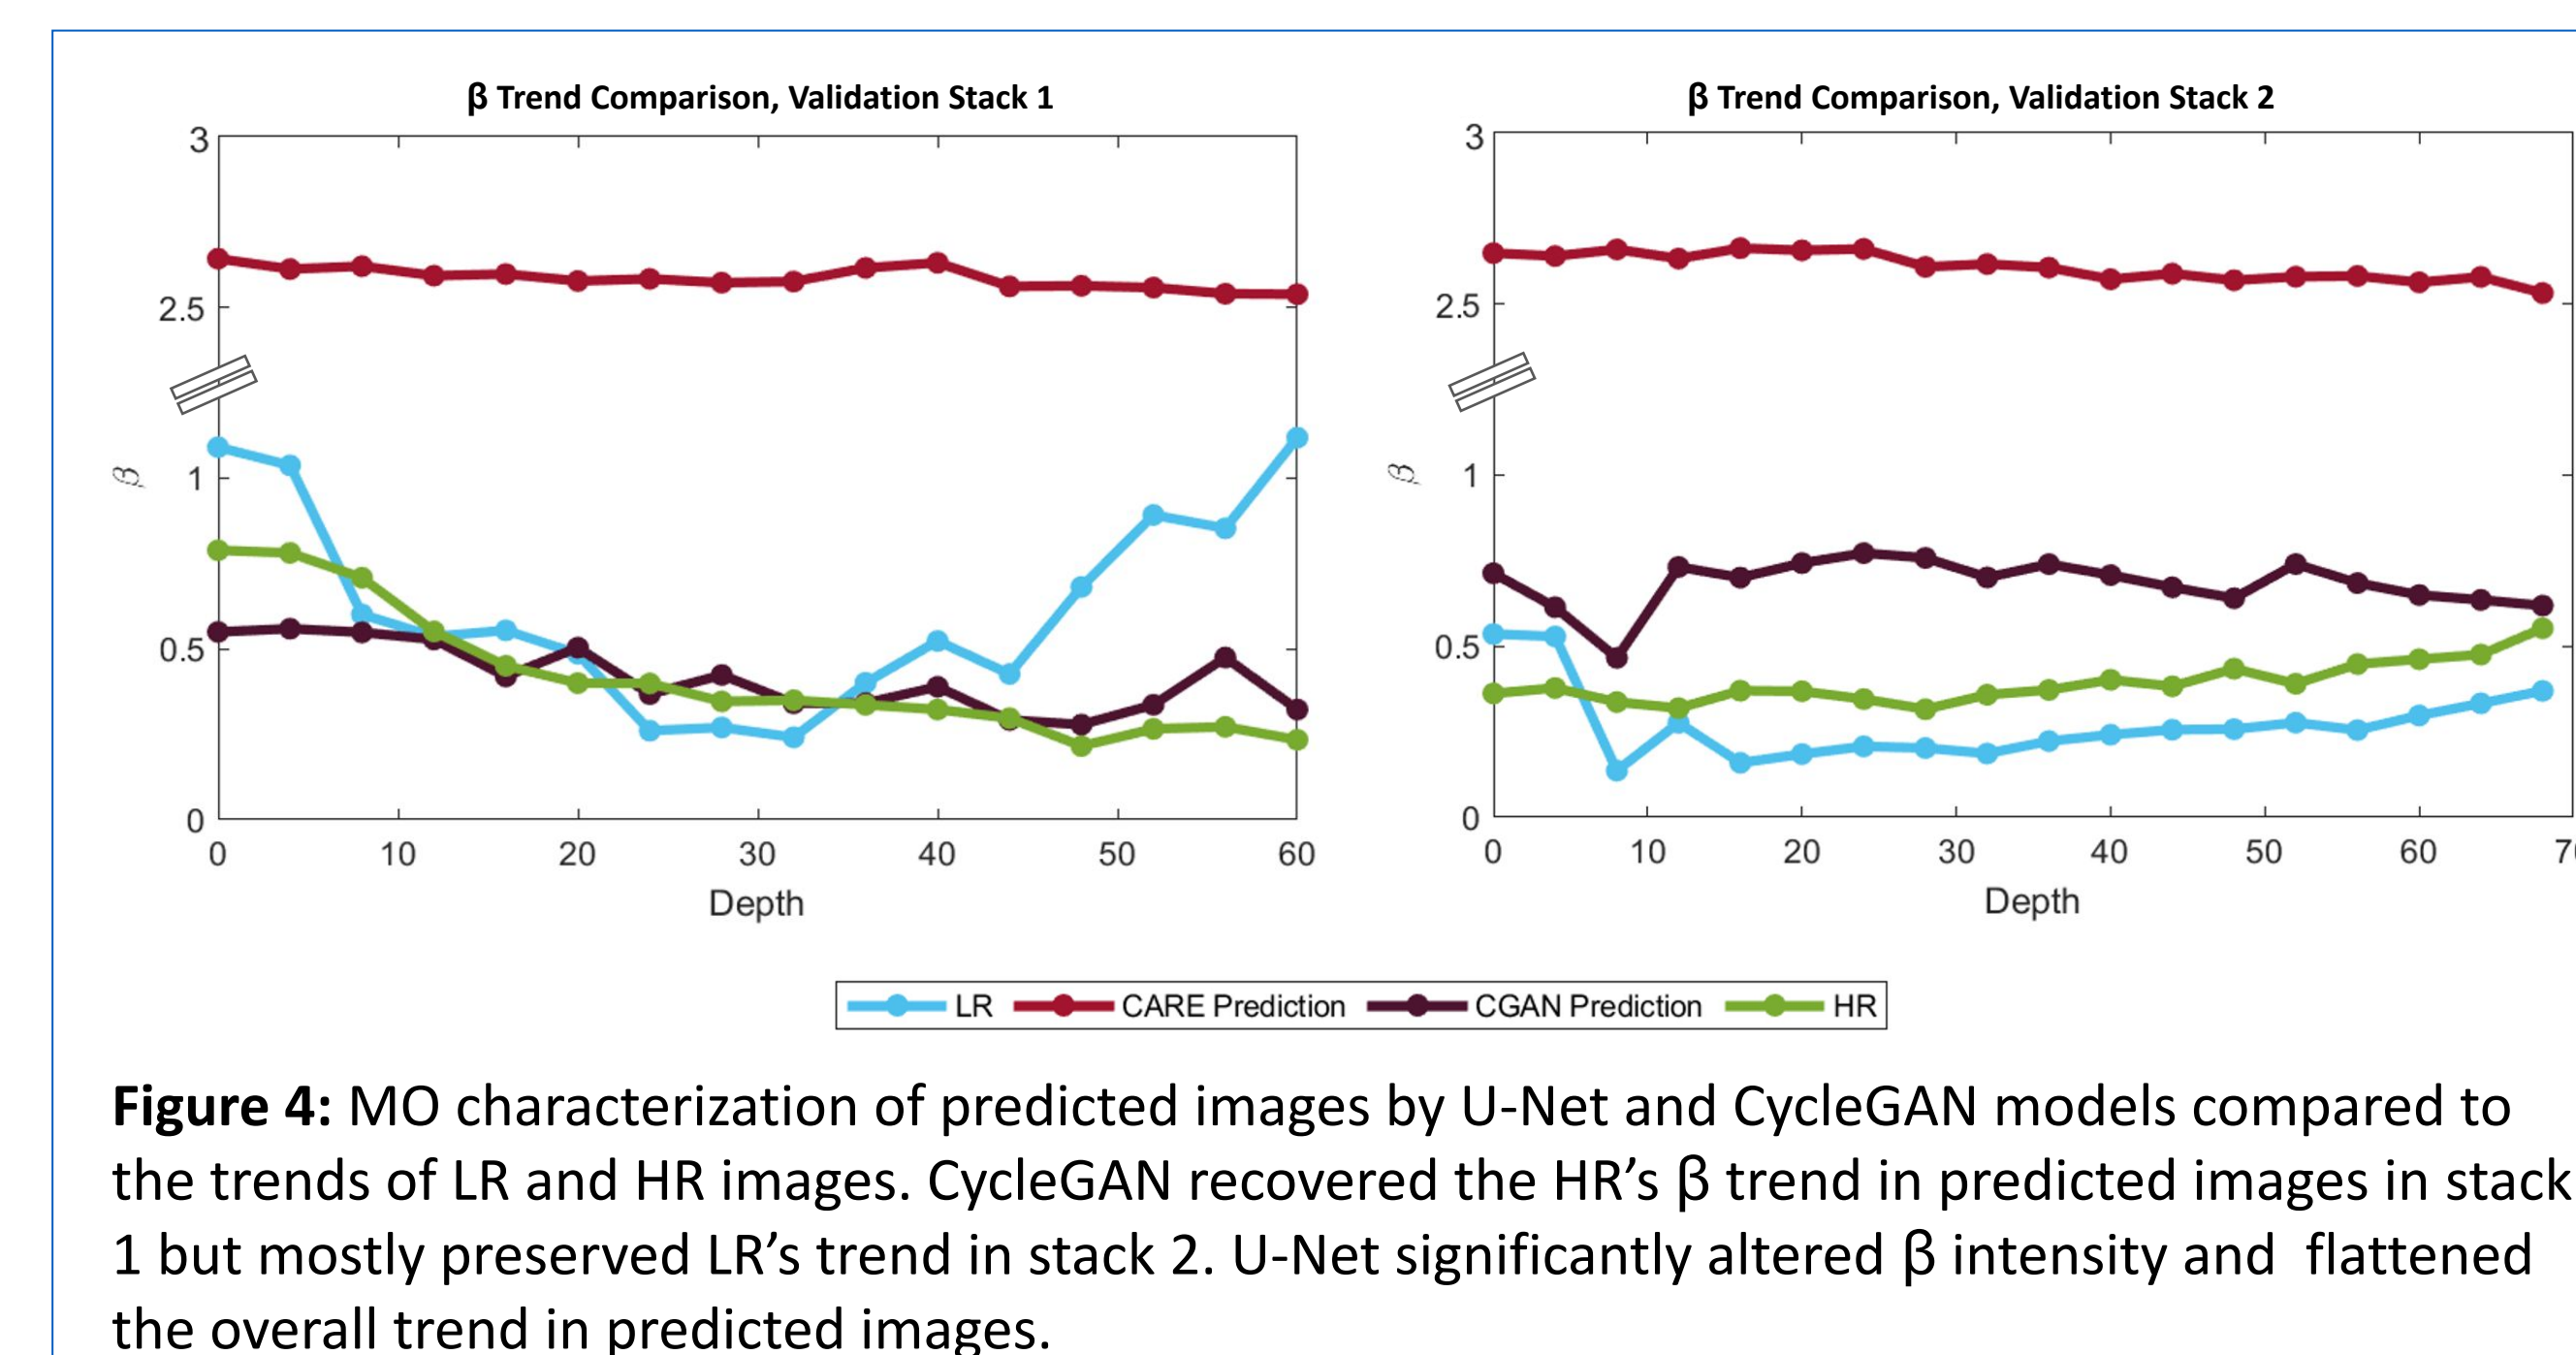 β Trend Comparison, Validation Stack 1
3
2.5
1
0.5
0
β
0 10 20 30 40 50 60
Depth
β Trend Comparison, Validation Stack 2
3
2.5
1
0.5
0
β
0 10 20 30 40 50 60
Depth
LR CARE Prediction CGAN Prediction HR
Figure 4: MO characterization of predicted images by U-Net and CycleGAN models compared to
the trends of LR and HR images. CycleGAN recovered the HR’s β trend in predicted images in stack
1 but mostly preserved LR’s trend in stack 2. U-Net significantly altered β intensity and  flattened
the overall trend in predicted images.